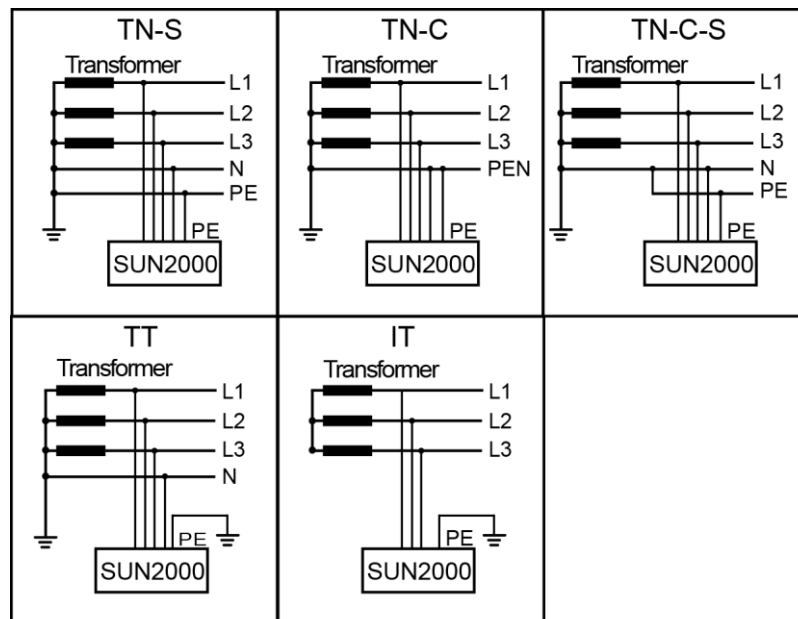 TN-S
Transformer
L1
L2
L3
N
PE
PE
SUN2000
TN-C
Transformer
L1
L2
L3
PEN
PE
SUN2000
TN-C-S
Transformer
L1
L2
L3
N
PE
PE
SUN2000
TT
Transformer
L1
L2
L3
N
PE
SUN2000
IT
Transformer
L1
L2
L3
PE
SUN2000